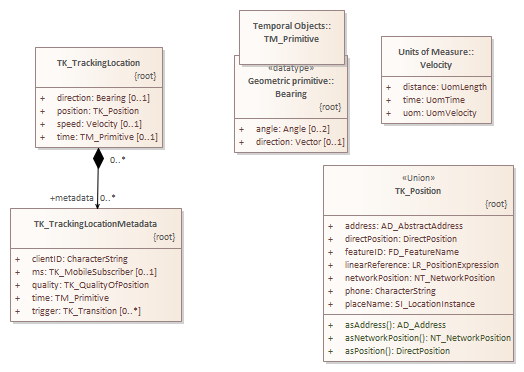 TK_TrackingLocation
{root}
+ direction: Bearing [0..1]
+ position: TK_Position
+ speed: Velocity [0..1]
+ time: TM_Primitive [0..1]
0..*
+metadata 0..*
TK_TrackingLocationMetadata
{root}
+ clientID: CharacterString
+ ms: TK_MobileSubscriber [0..1]
+ quality: TK_QualityOfPosition
+ time: TM_Primitive
+ trigger: TK_Transition [0..*]
Temporal Objects::
TM_Primitive
«datatype»
Geometric primitive::
Bearing
{root}
+ angle: Angle [0..2]
+ direction: Vector [0..1]
Units of Measure::
Velocity
+ distance: UomLength
+ time: UomTime
+ uom: UomVelocity
«Union»
TK_Position
{root}
+ address: AD_AbstractAddress
+ directPosition: DirectPosition
+ featureID: FD_FeatureName
+ linearReference: LR_PositionExpression
+ networkPosition: NT_NetworkPosition
+ phone: CharacterString
+ placeName: SI_LocationInstance
+ asAddress(): AD_Address
+ asNetworkPosition(): NT_NetworkPosition
+ asPosition(): DirectPosition